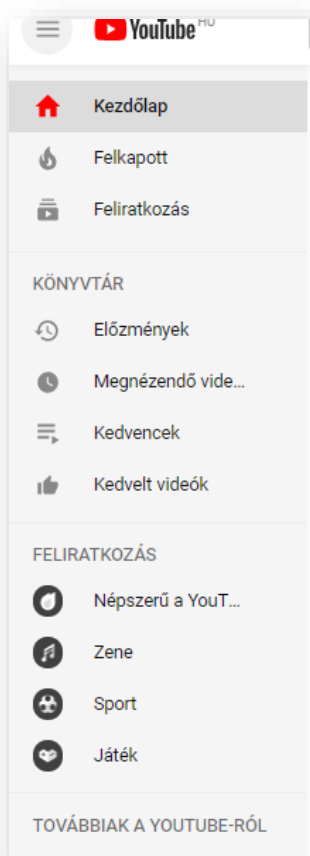 YouTube HU
Kezdőlap
Felkapott
Feliratkozás
KÖNYVTÁR
Előzmények
Megnézendő vide...
Kedvencek
Kedvelt videók
FELIRATKOZÁS
Népszerű a YouT...
Zene
Sport
Játék
TOVÁBBIAK A YOUTUBE-RÓL